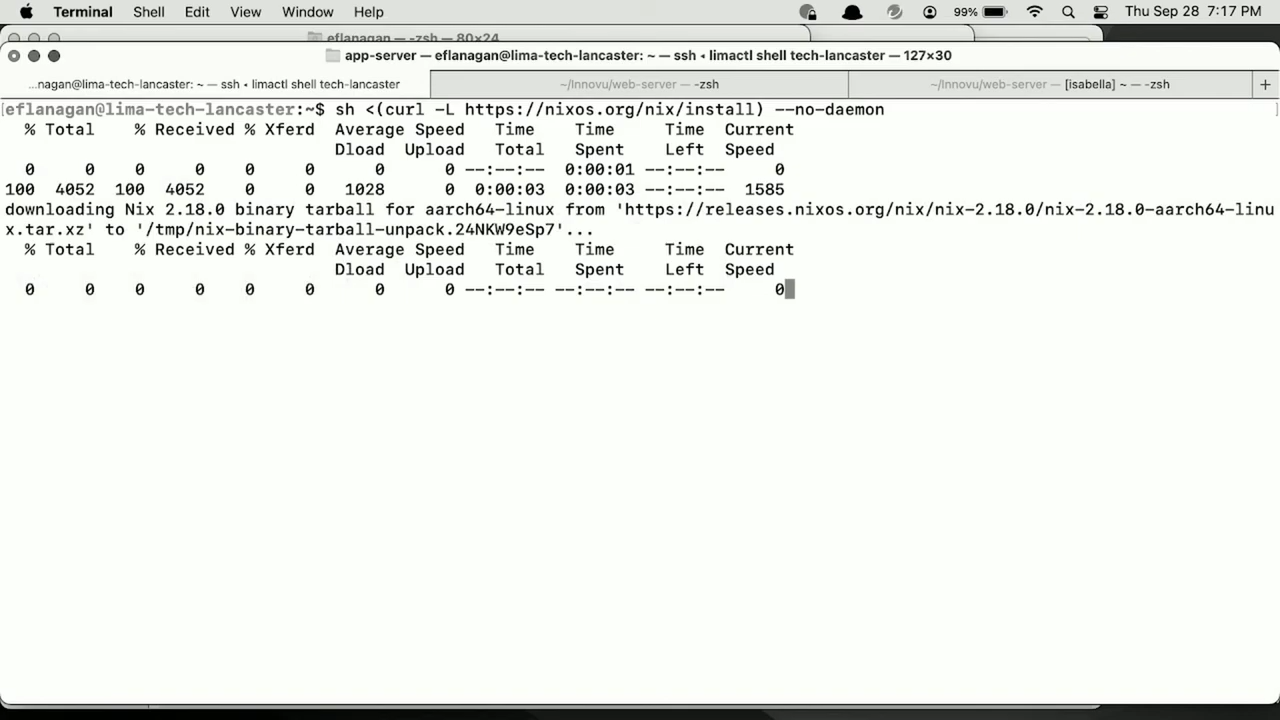 Terminal Shell Edit View Window Help 99% Thu Sep 28 7:17 PM
eflanagan — -zsh — 80×24
app-server — eflanagan@lima-tech-lancaster: ~ — ssh ◂ limactl shell tech-lancaster — 127×30
...nagan@lima-tech-lancaster: ~ — ssh ◂ limactl shell tech-lancaster ~/Innovu/web-server — -zsh ~/Innovu/web-server — [isabella] ~ — -zsh +
[eflanagan@lima-tech-lancaster:~$ sh <(curl -L https://nixos.org/nix/install) --no-daemon ]
% Total % Received % Xferd Average Speed Time Time Time Current
Dload Upload Total Spent Left Speed
0 0 0 0 0 0 0 0 --:--:-- 0:00:01 --:--:-- 0
100 4052 100 4052 0 0 1028 0 0:00:03 0:00:03 --:--:-- 1585
downloading Nix 2.18.0 binary tarball for aarch64-linux from 'https://releases.nixos.org/nix/nix-2.18.0/nix-2.18.0-aarch64-linu
x.tar.xz' to '/tmp/nix-binary-tarball-unpack.24NKW9eSp7'...
% Total % Received % Xferd Average Speed Time Time Time Current
Dload Upload Total Spent Left Speed
0 0 0 0 0 0 0 0 --:--:-- --:--:-- --:--:-- 0